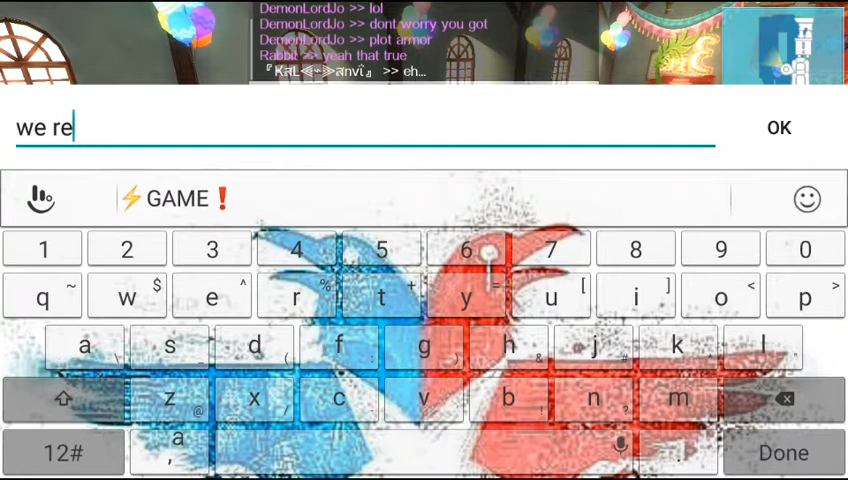 DemonLordJo >> lol
DemonLordJo >> dont worry you got
DemonLordJo >> plot armor
Rabbit >> yeah that true
>> eh...
we re
OK
⚡GAME❗
1 2 3 4 5 6 7 8 9 0
q ~ w $ e ^ r % t + y = u [ i ] o < p >
a \ s _ d ( f : g ) h & j # k l
z @ x / c v b ! n ? m
12# a , . Done